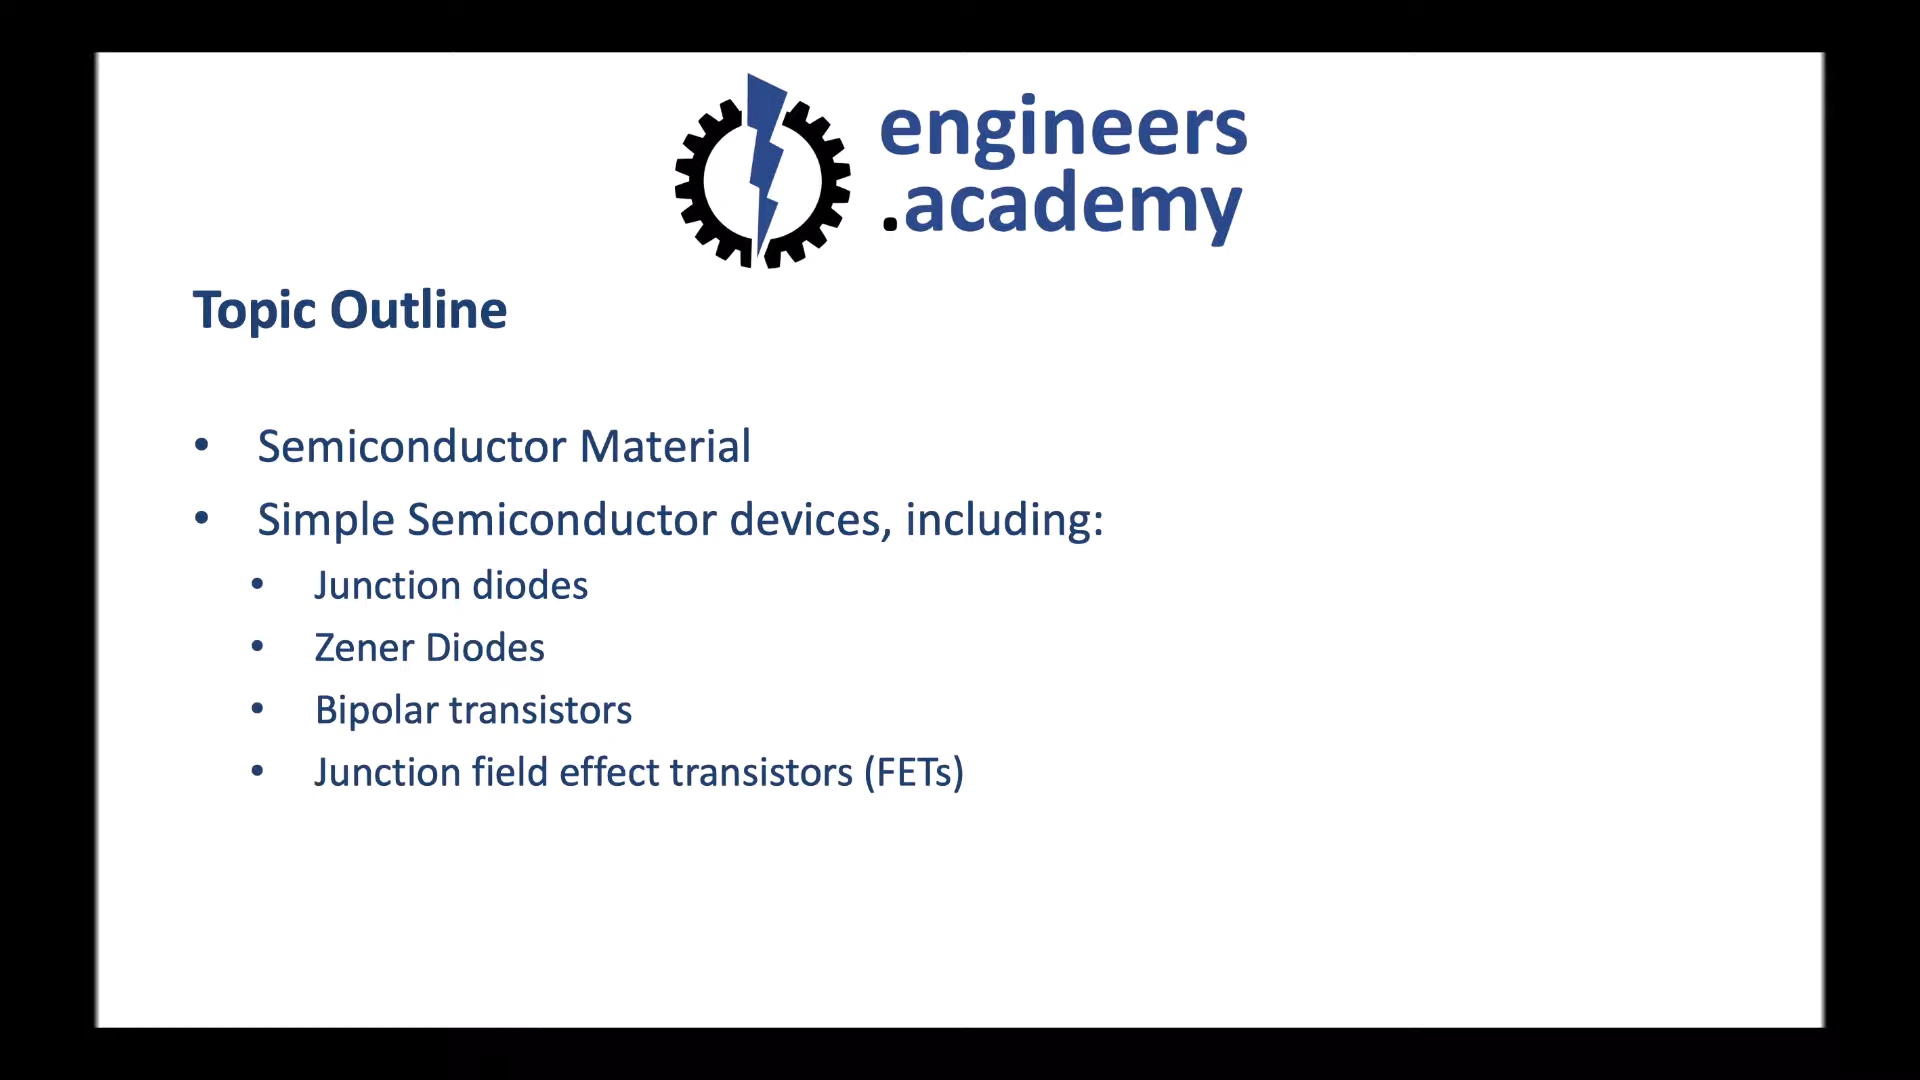 engineers
.academy
Topic Outline
• Semiconductor Material
• Simple Semiconductor devices, including:
• Junction diodes
• Zener Diodes
• Bipolar transistors
• Junction field effect transistors (FETs)